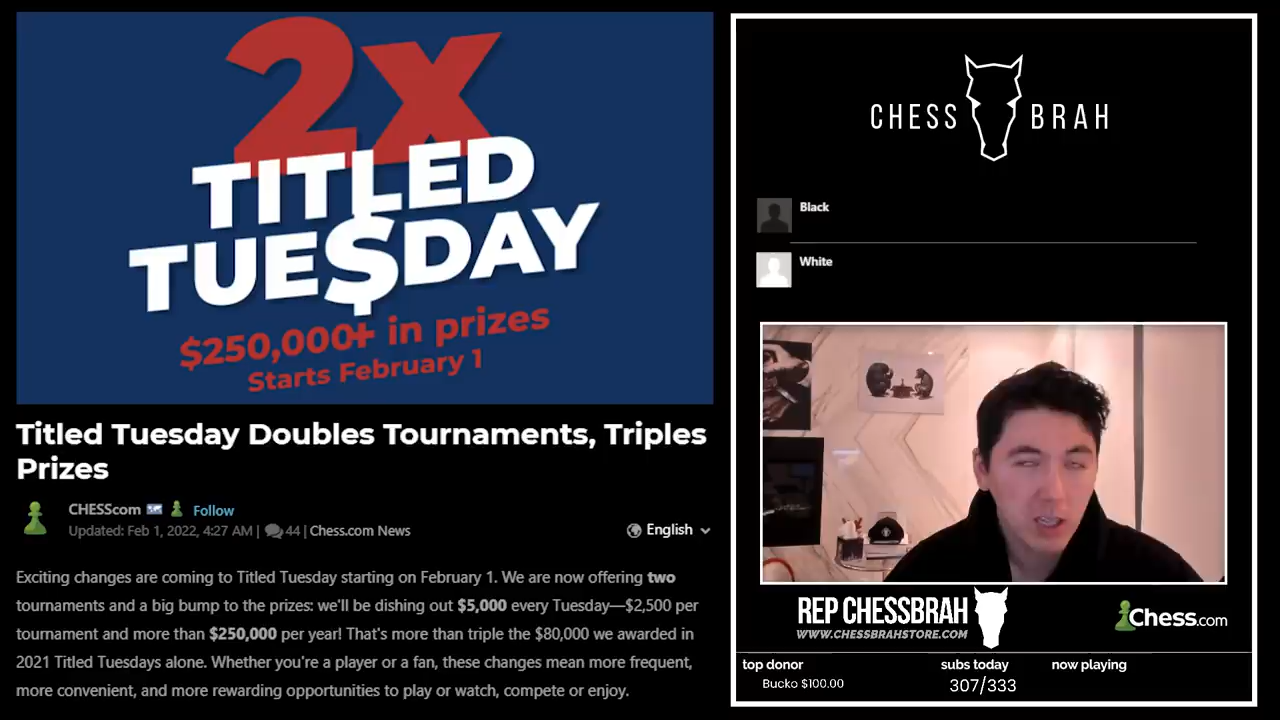 2x
TITLED
TUE$DAY
$250,000+ in prizes
Starts February 1
Titled Tuesday Doubles Tournaments, Triples
Prizes
CHESScom Follow
Updated: Feb 1, 2022, 4:27 AM | 44 | Chess.com News
English
Exciting changes are coming to Titled Tuesday starting on February 1. We are now offering two
tournaments and a big bump to the prizes: we'll be dishing out $5,000 every Tuesday—$2,500 per
tournament and more than $250,000 per year! That's more than triple the $80,000 we awarded in
2021 Titled Tuesdays alone. Whether you're a player or a fan, these changes mean more frequent,
more convenient, and more rewarding opportunities to play or watch, compete or enjoy.
CHESS BRAH
Black
White
REP CHESSBRAH
WWW.CHESSBRAHSTORE.COM
Chess.com
top donor
Bucko $100.00
subs today
307/333
now playing